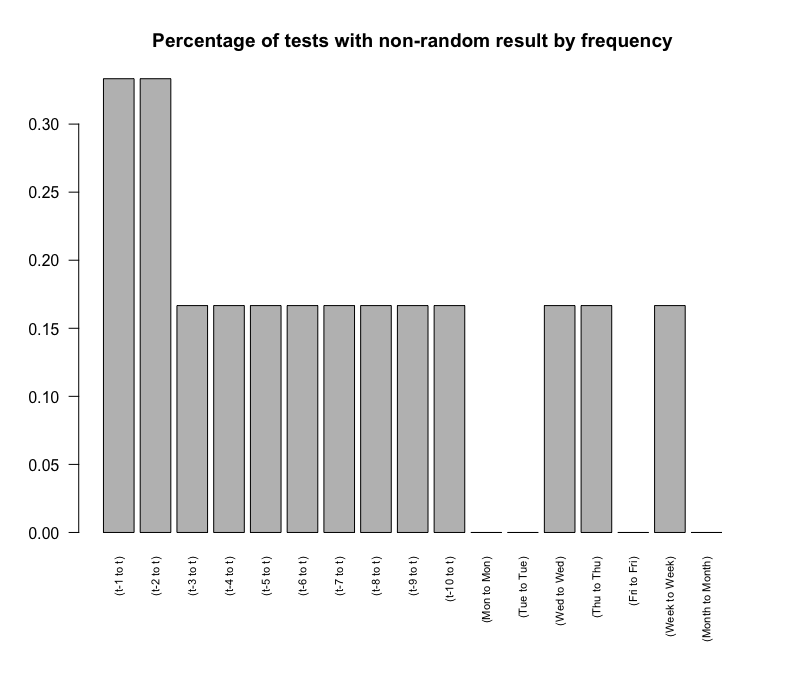 Percentage of tests with non-random result by frequency
0.30
0.25
0.20
0.15
0.10
0.05
0.00
(t-1 to t)
(t-2 to t)
(t-3 to t)
(t-4 to t)
(t-5 to t)
(t-6 to t)
(t-7 to t)
(t-8 to t)
(t-9 to t)
(t-10 to t)
(Mon to Mon)
(Tue to Tue)
(Wed to Wed)
(Thu to Thu)
(Fri to Fri)
(Week to Week)
(Month to Month)